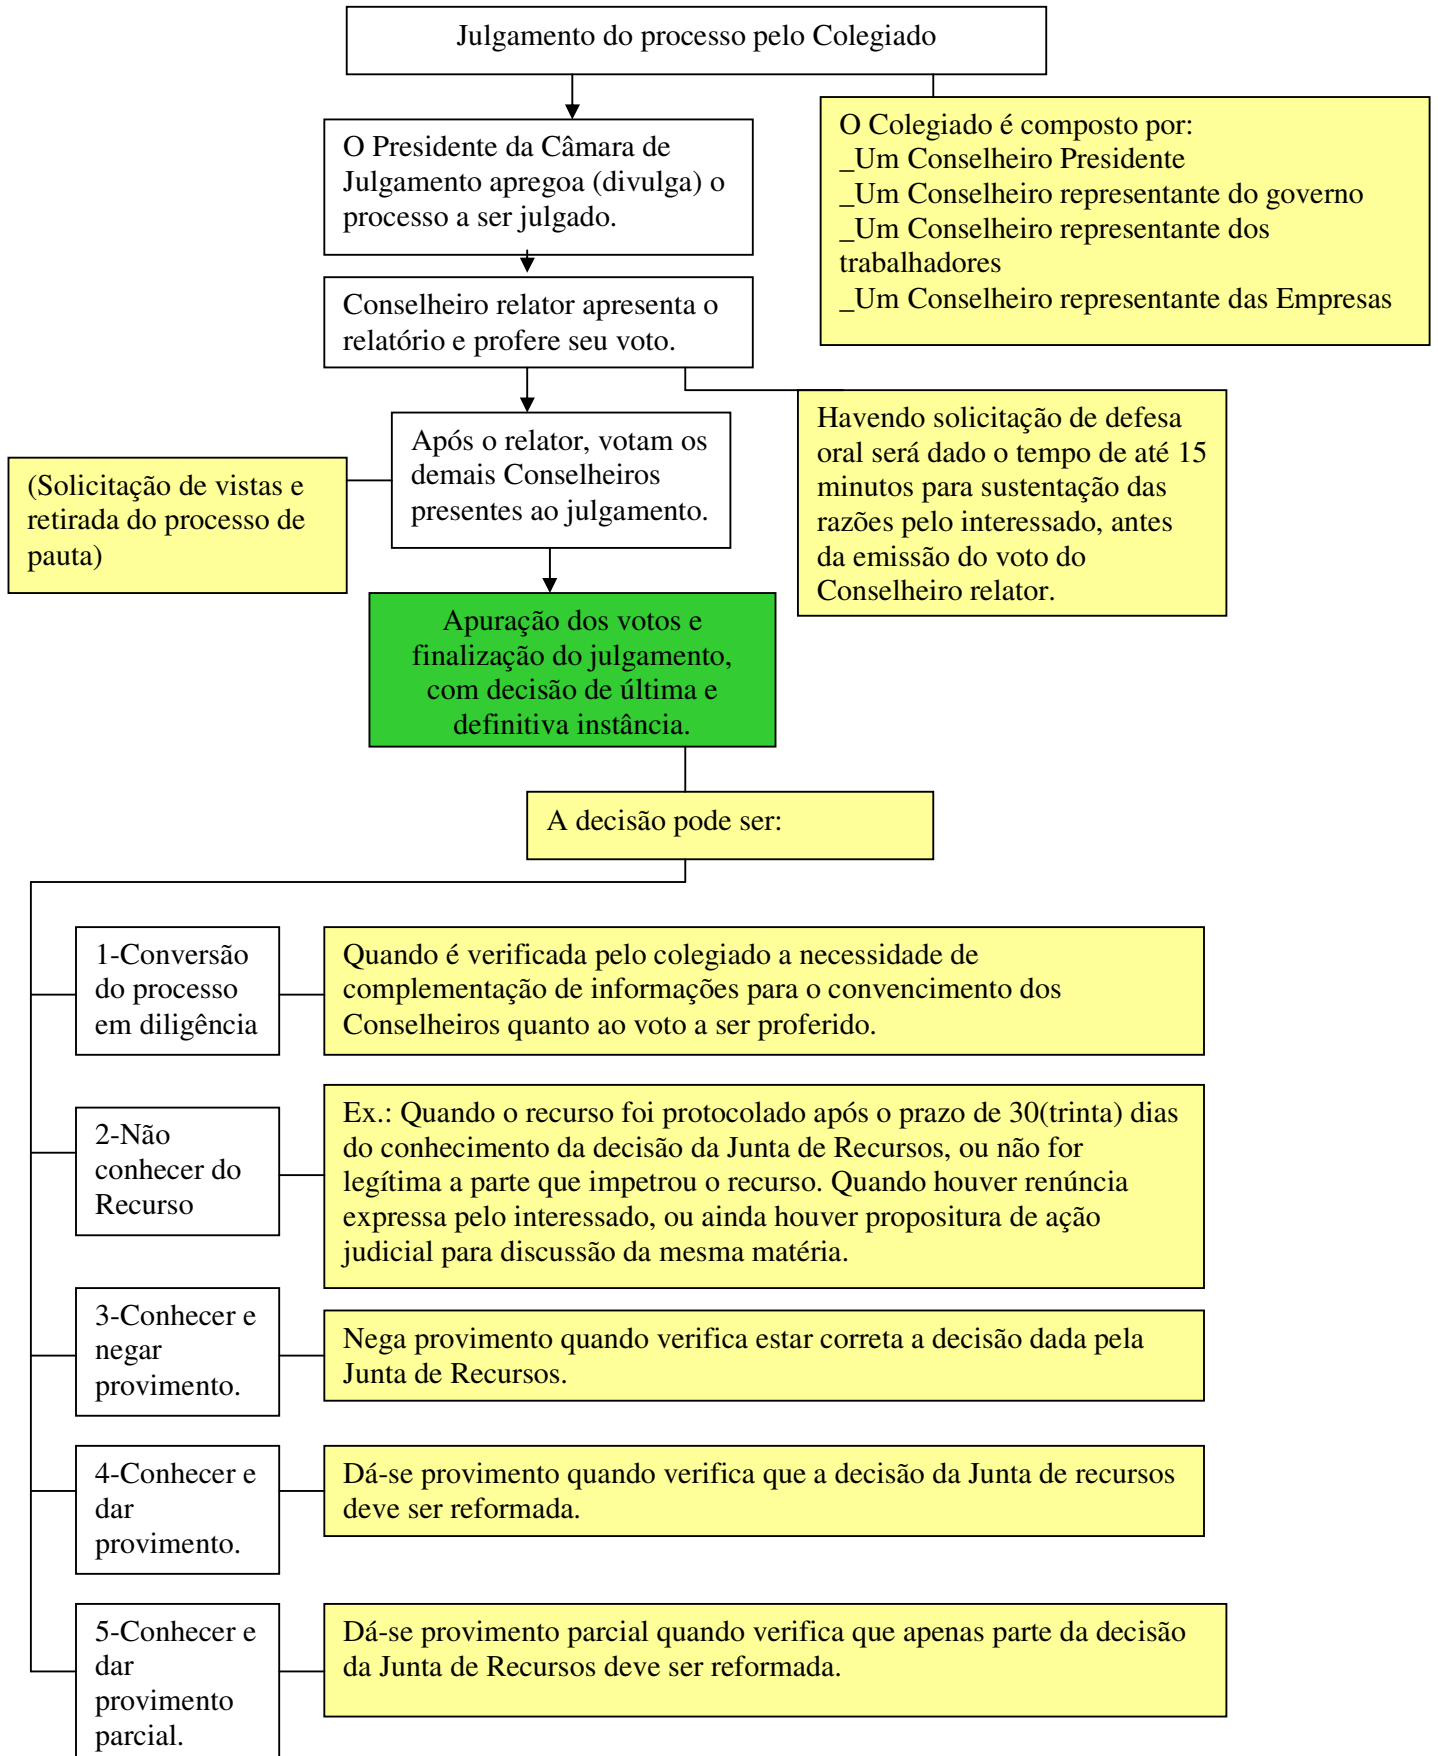 Julgamento do processo pelo Colegiado
O Presidente da Câmara de
Julgamento apregoa (divulga) o
processo a ser julgado.
O Colegiado é composto por:
_Um Conselheiro Presidente
_Um Conselheiro representante do governo
_Um Conselheiro representante dos
trabalhadores
_Um Conselheiro representante das Empresas
Conselheiro relator apresenta o
relatório e profere seu voto.
Havendo solicitação de defesa
oral será dado o tempo de até 15
minutos para sustentação das
razões pelo interessado, antes
da emissão do voto do
Conselheiro relator.
Após o relator, votam os
demais Conselheiros
presentes ao julgamento.
(Solicitação de vistas e
retirada do processo de
pauta)
Apuração dos votos e
finalização do julgamento,
com decisão de última e
definitiva instância.
A decisão pode ser:
1-Conversão
do processo
em diligência
Quando é verificada pelo colegiado a necessidade de
complementação de informações para o convencimento dos
Conselheiros quanto ao voto a ser proferido.
2-Não
conhecer do
Recurso
Ex.: Quando o recurso foi protocolado após o prazo de 30(trinta) dias
do conhecimento da decisão da Junta de Recursos, ou não for
legítima a parte que impetrou o recurso. Quando houver renúncia
expressa pelo interessado, ou ainda houver propositura de ação
judicial para discussão da mesma matéria.
3-Conhecer e
negar
provimento.
Nega provimento quando verifica estar correta a decisão dada pela
Junta de Recursos.
4-Conhecer e
dar
provimento.
Dá-se provimento quando verifica que a decisão da Junta de recursos
deve ser reformada.
5-Conhecer e
dar
provimento
parcial.
Dá-se provimento parcial quando verifica que apenas parte da decisão
da Junta de Recursos deve ser reformada.